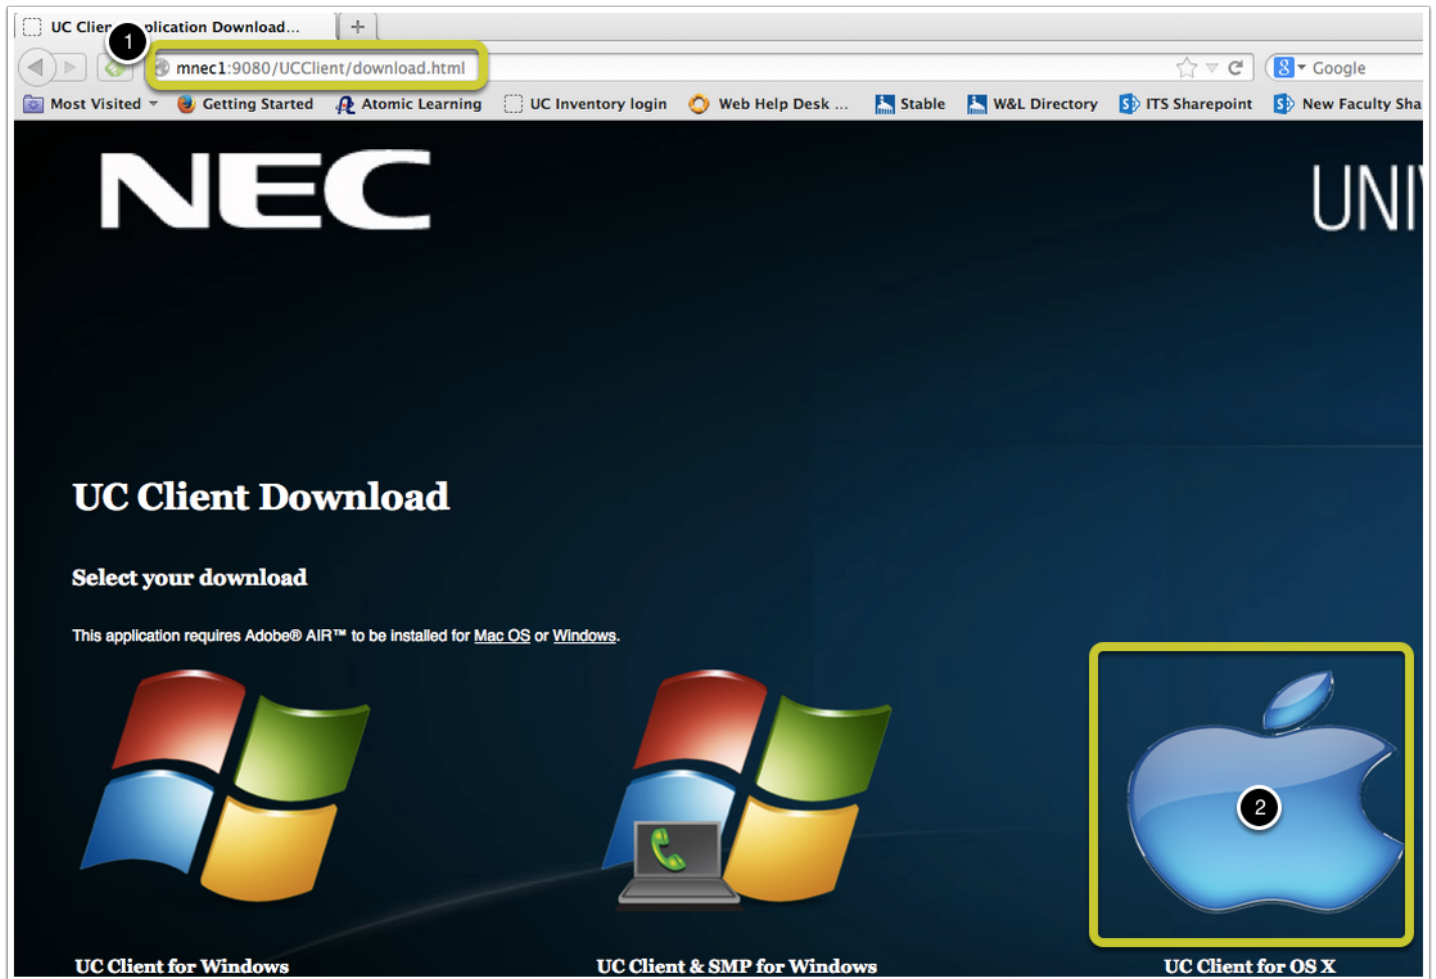 UC Clien plication Download...
1
mnec1:9080/UCClient/download.html
Google
Most Visited Getting Started Atomic Learning UC Inventory login Web Help Desk ... Stable W&L Directory ITS Sharepoint New Faculty Sha
NEC
UNI
UC Client Download
Select your download
This application requires Adobe® AIR™ to be installed for Mac OS or Windows.
2
UC Client for Windows UC Client & SMP for Windows UC Client for OS X